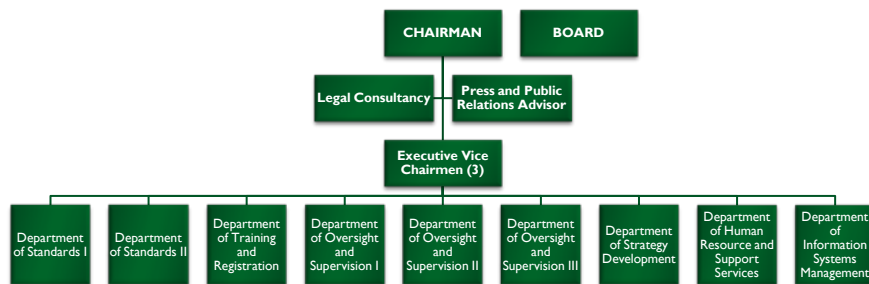 CHAIRMAN
BOARD
Legal Consultancy
Press and Public
Relations Advisor
Executive Vice
Chairmen (3)
Department
of Standards I
Department
of Standards II
Department
of Training
and
Registration
Department
of Oversight
and
Supervision I
Department
of Oversight
and
Supervision II
Department
of Oversight
and
Supervision III
Department
of Strategy
Development
Department
of Human
Resource and
Support
Services
Department
of
Information
Systems
Management